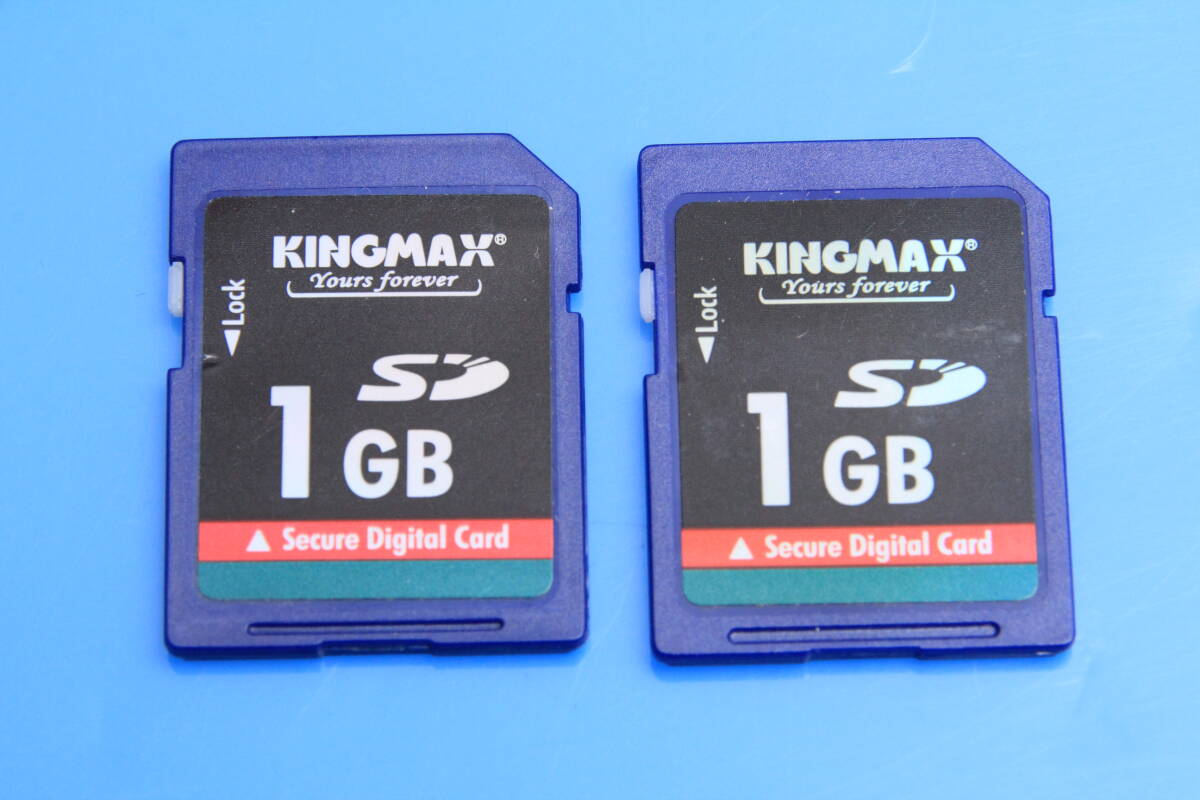 KINGMAX®
Yours forever
◀Lock
SD
1 GB
▲ Secure Digital Card
KINGMAX®
Yours forever
◀Lock
SD
1 GB
▲ Secure Digital Card